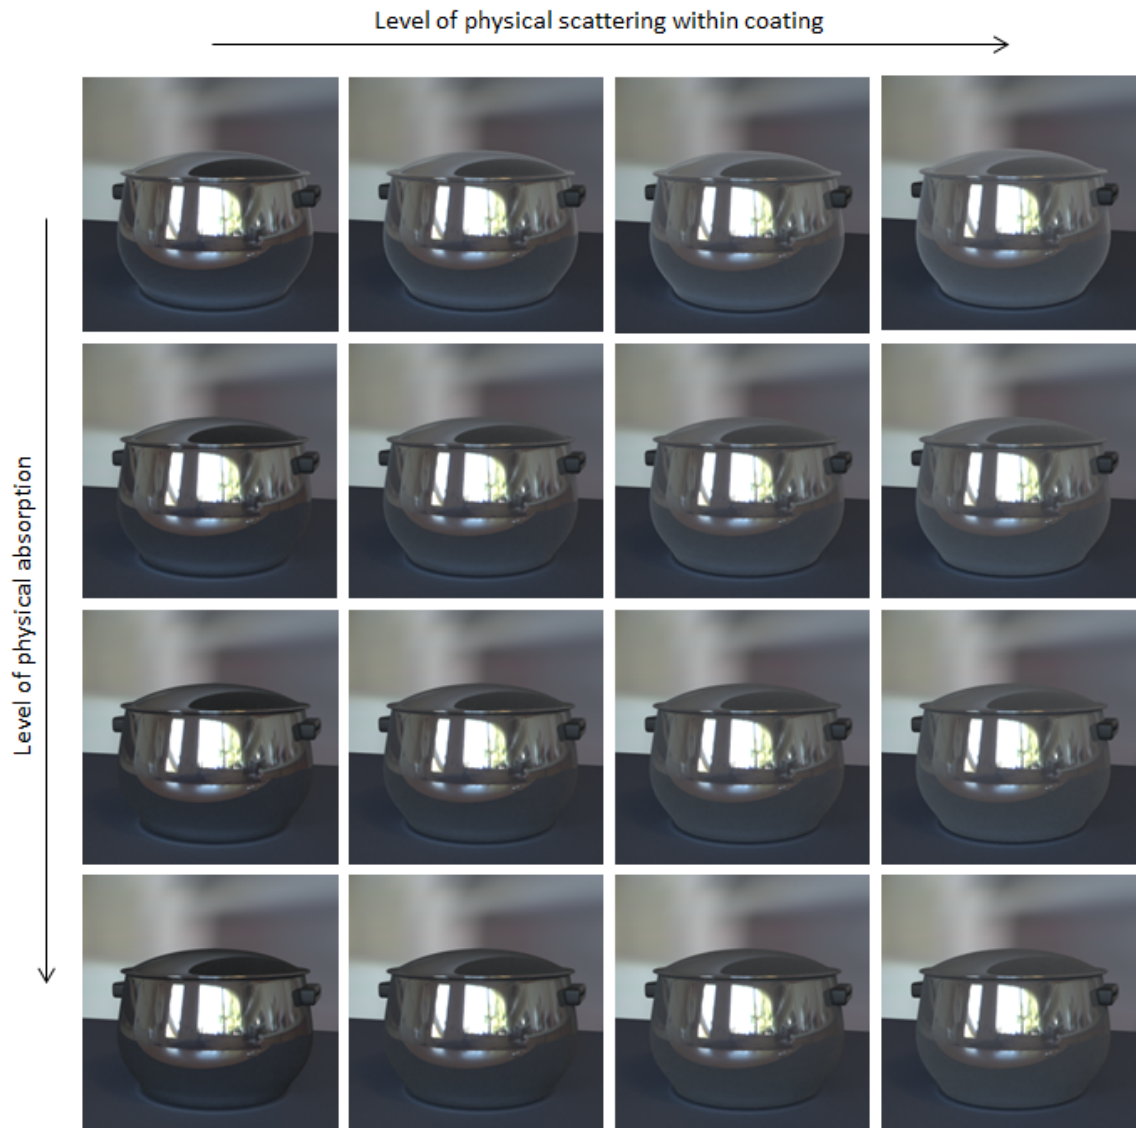 Level of physical scattering within coating
Level of physical absorption